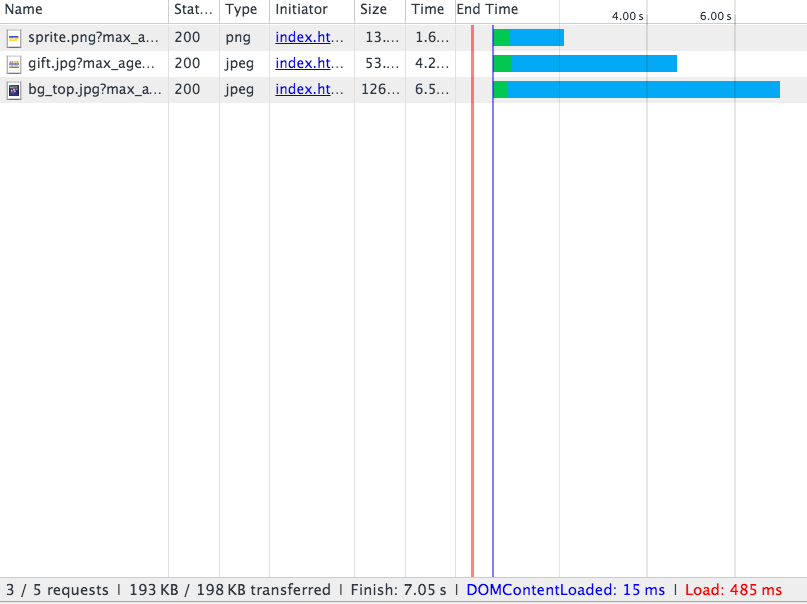 Name Stat... Type Initiator Size Time End Time 4.00 s 6.00 s
sprite.png?max_a... 200 png index.ht... 13.... 1.6...
gift.jpg?max_age... 200 jpeg index.ht... 53.... 4.2...
bg_top.jpg?max_a... 200 jpeg index.ht... 126... 6.5...
3 / 5 requests | 193 KB / 198 KB transferred | Finish: 7.05 s | DOMContentLoaded: 15 ms | Load: 485 ms